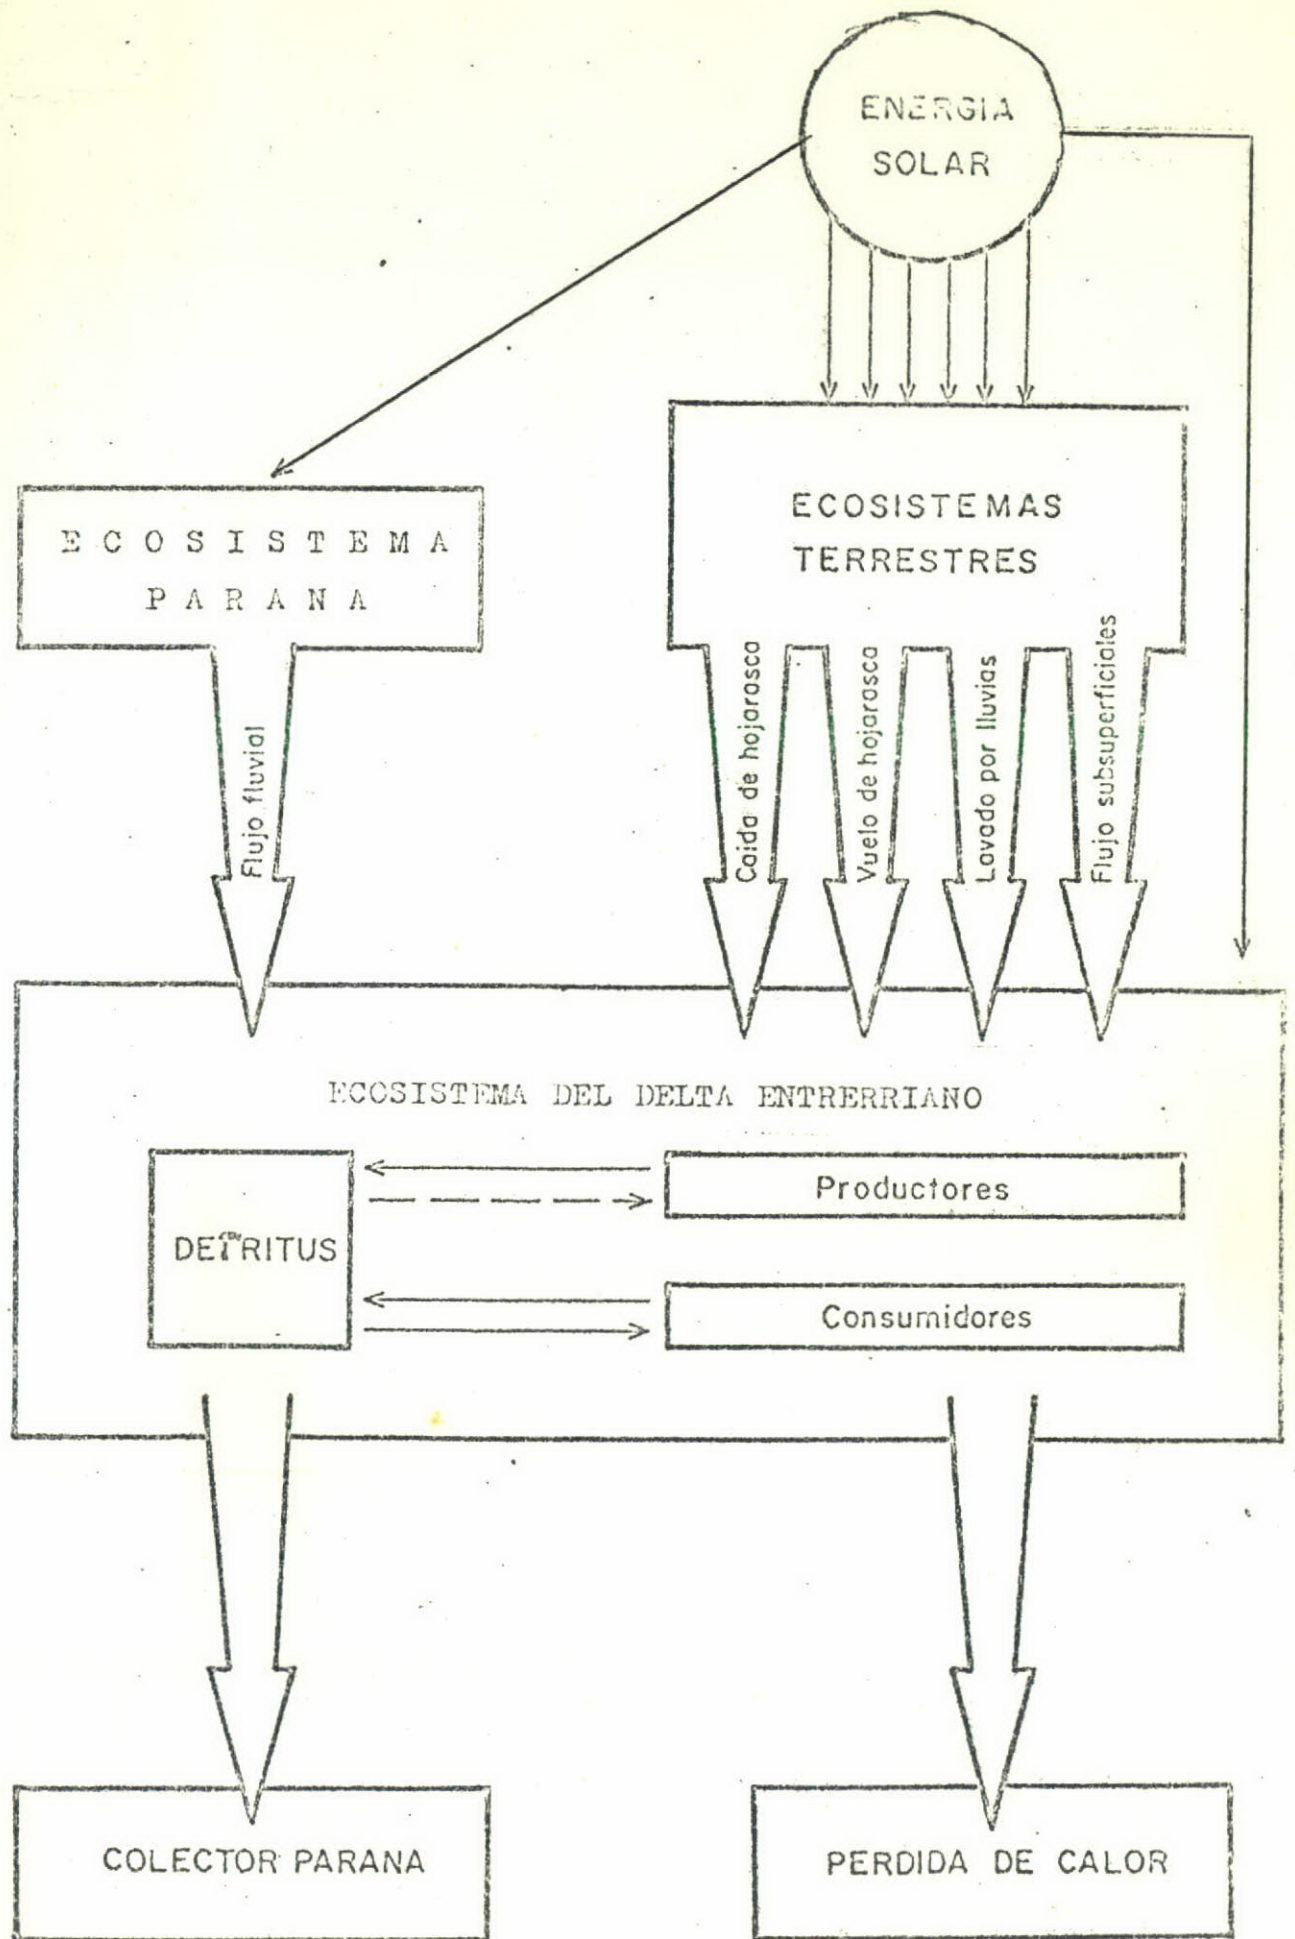 ENERGIA
SOLAR
ECOSISTEMA
PARANA
ECOSISTEMAS
TERRESTRES
Flujo fluvial
Caida de hojarasca
Vuelo de hojarasca
Lavado por lluvias
Flujo subsuperficiales
ECOSISTEMA DEL DELTA ENTRERRIANO
DETRITUS
Productores
Consumidores
COLECTOR PARANA
PERDIDA DE CALOR